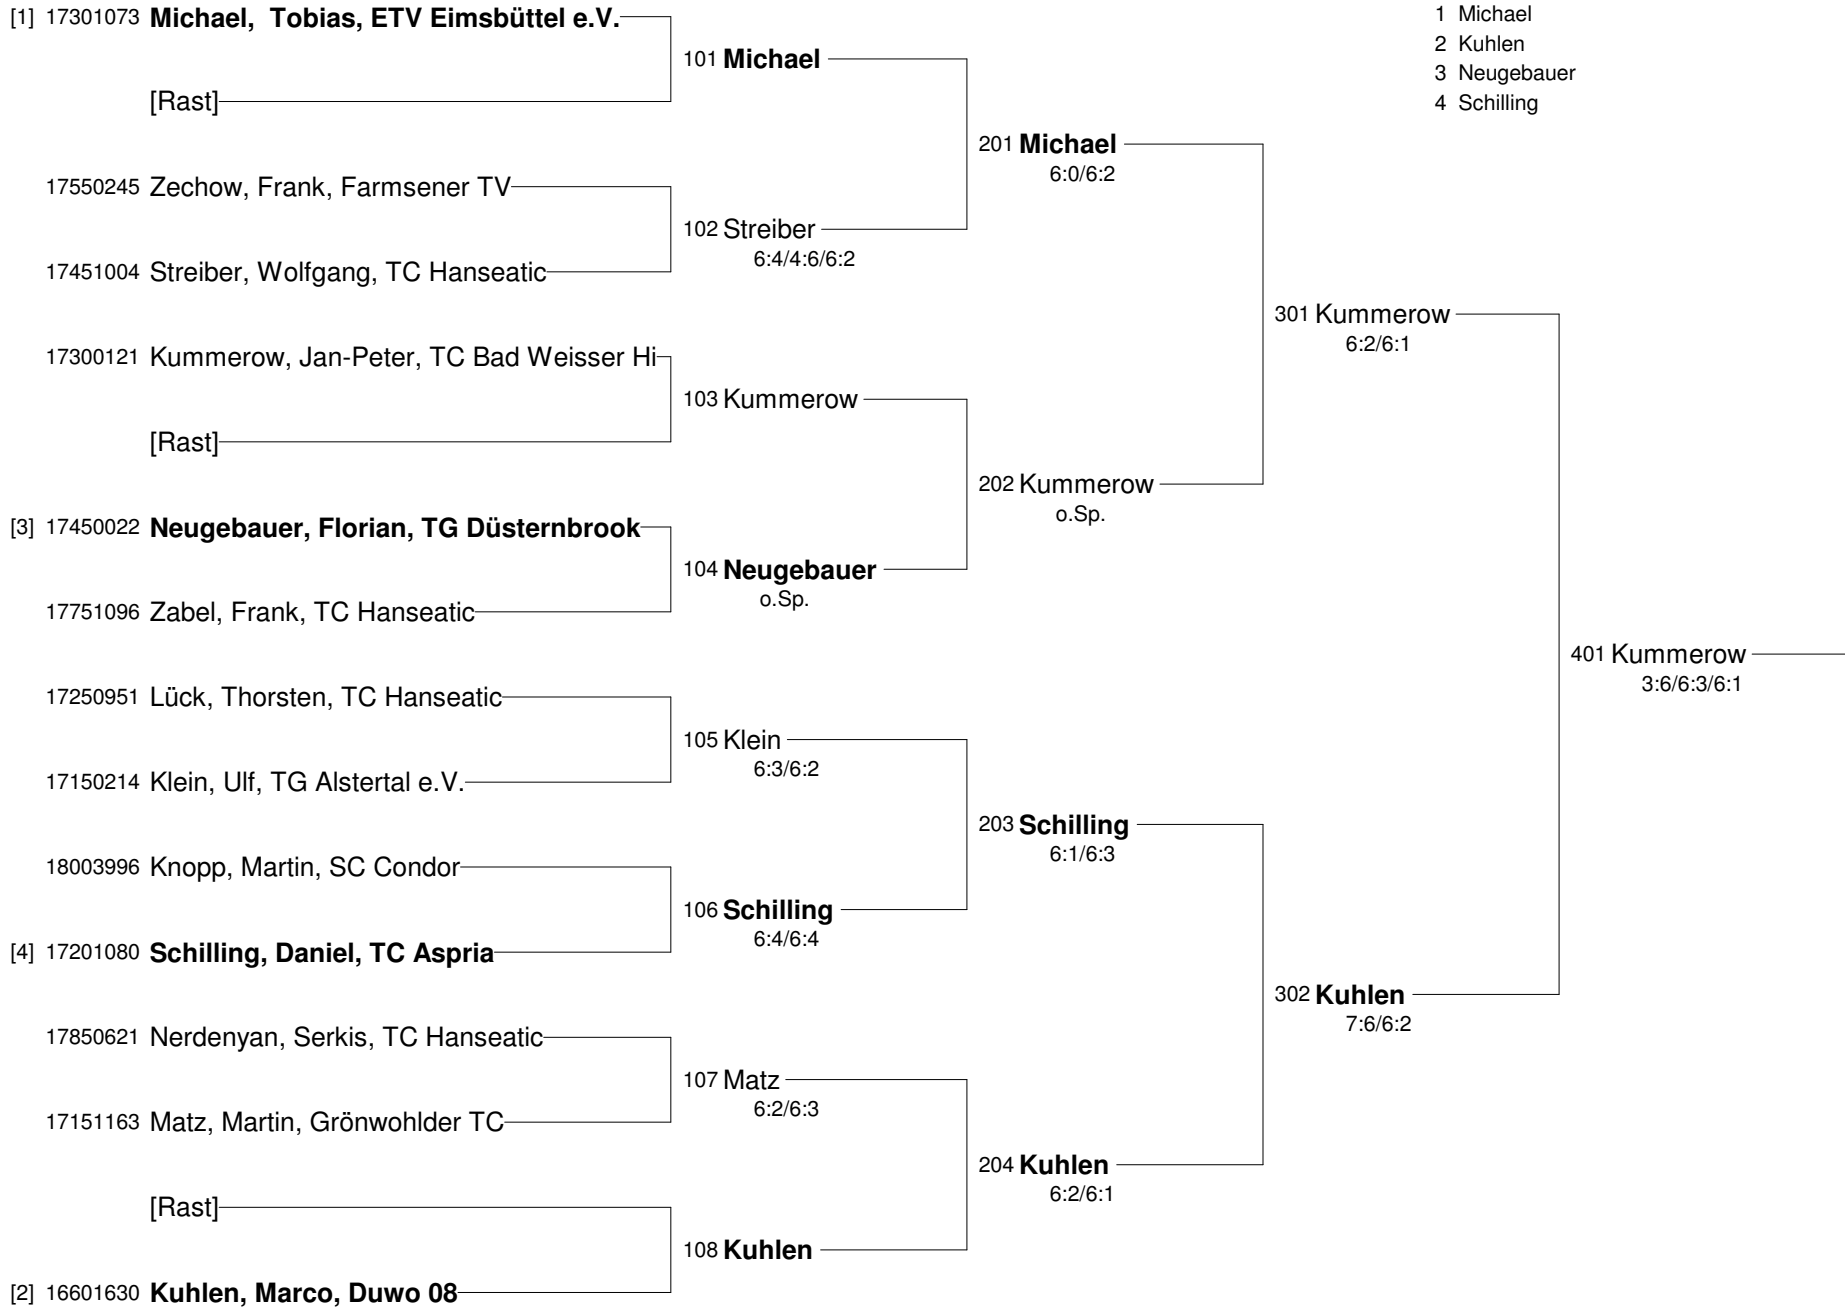 [1] 17301073 Michael, Tobias, ETV Eimsbüttel e.V.
1 Michael
2 Kuhlen
3 Neugebauer
4 Schilling
101 Michael
[Rast]
201 Michael
6:0/6:2
17550245 Zechow, Frank, Farmsener TV
102 Streiber
6:4/4:6/6:2
17451004 Streiber, Wolfgang, TC Hanseatic
301 Kummerow
6:2/6:1
17300121 Kummerow, Jan-Peter, TC Bad Weisser Hi
103 Kummerow
[Rast]
202 Kummerow
o.Sp.
[3] 17450022 Neugebauer, Florian, TG Düsternbrook
104 Neugebauer
o.Sp.
17751096 Zabel, Frank, TC Hanseatic
401 Kummerow
3:6/6:3/6:1
17250951 Lück, Thorsten, TC Hanseatic
105 Klein
6:3/6:2
17150214 Klein, Ulf, TG Alstertal e.V.
203 Schilling
6:1/6:3
18003996 Knopp, Martin, SC Condor
106 Schilling
6:4/6:4
[4] 17201080 Schilling, Daniel, TC Aspria
302 Kuhlen
7:6/6:2
17850621 Nerdenyan, Serkis, TC Hanseatic
107 Matz
6:2/6:3
17151163 Matz, Martin, Grönwohlder TC
204 Kuhlen
6:2/6:1
[Rast]
108 Kuhlen
[2] 16601630 Kuhlen, Marco, Duwo 08